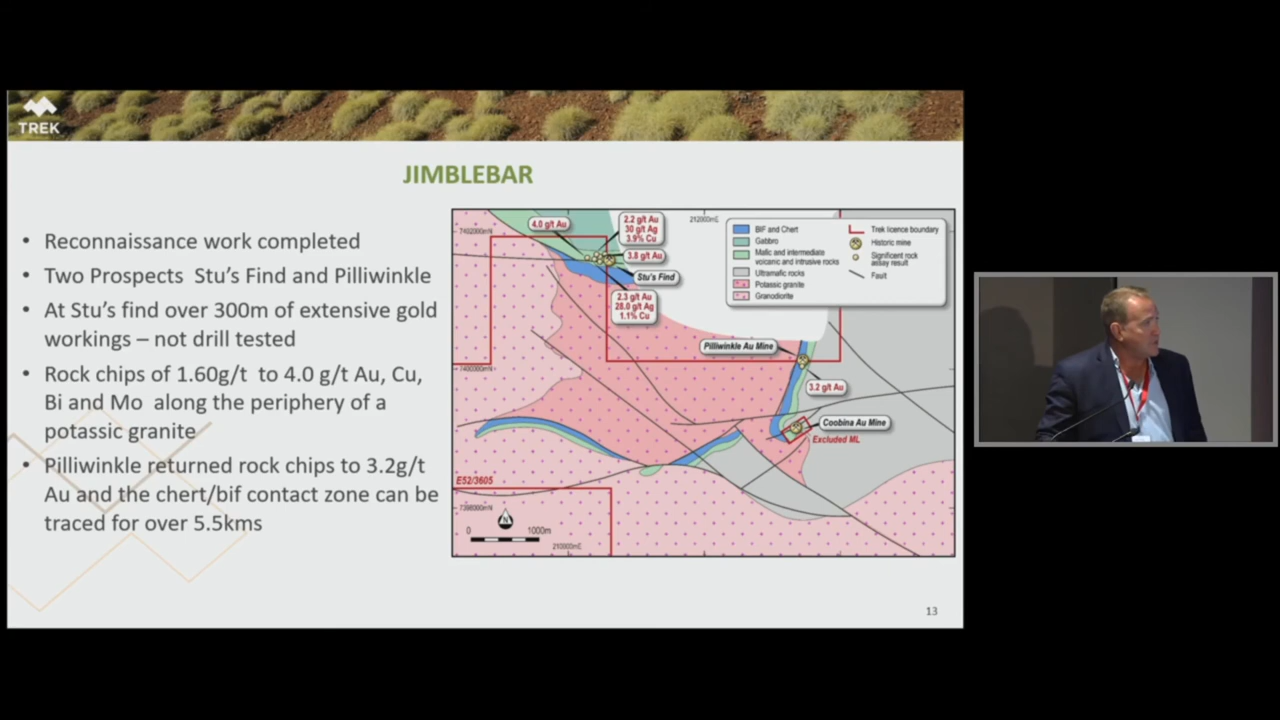 TREK
JIMBLEBAR
• Reconnaissance work completed
• Two Prospects Stu's Find and Pilliwinkle
• At Stu's find over 300m of extensive gold
workings – not drill tested
• Rock chips of 1.60g/t to 4.0 g/t Au, Cu,
Bi and Mo along the periphery of a
potassic granite
• Pilliwinkle returned rock chips to 3.2g/t
Au and the chert/bif contact zone can be
traced for over 5.5kms
7402000mN
4.0 g/t Au
2.2 g/t Au
30 g/t Ag
3.9% Cu
3.8 g/t Au
Stu's Find
2.3 g/t Au
28.0 g/t Ag
1.1% Cu
212000mE
BIF and Chert
Gabbro
Mafic and intermediate
volcanic and intrusive rocks
Ultramafic rocks
Potassic granite
Granodiorite
Trek licence boundary
Historic mine
Significant rock
assay result
Fault
Pilliwinkle Au Mine
7400000mN
3.2 g/t Au
Coobina Au Mine
Excluded ML
E52/3605
7398000mN
N
0 1000m
210000mE
13